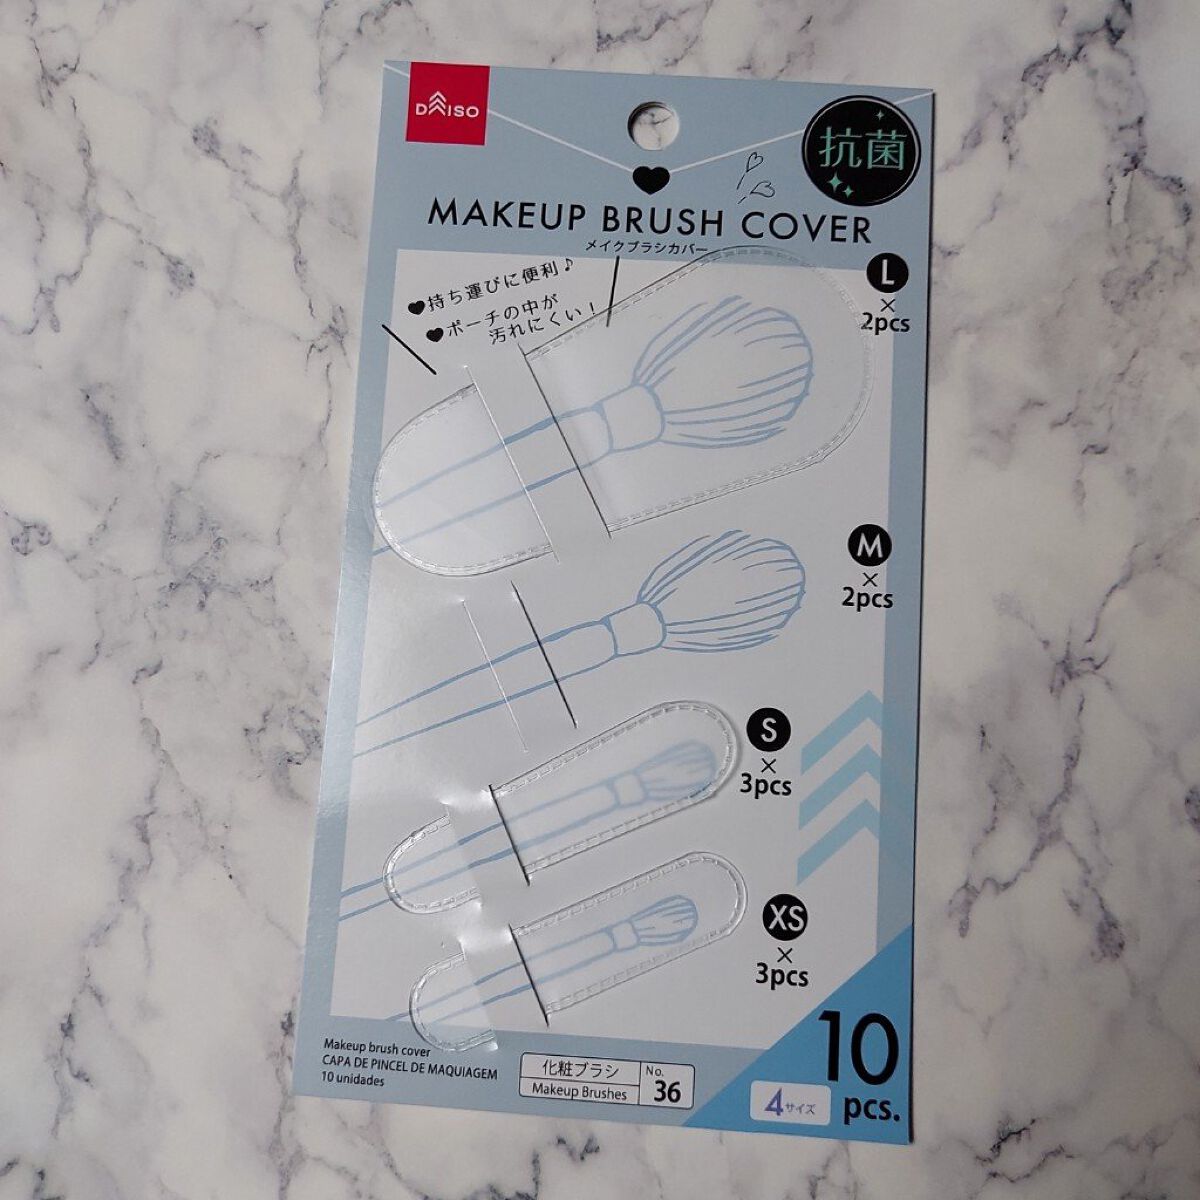 DAISO
抗菌
MAKEUP BRUSH COVER
メイクブラシカバー
持ち運びに便利♪
ポーチの中が
汚れにくい！
L
×
2pcs
M
×
2pcs
S
×
3pcs
XS
×
3pcs
Makeup brush cover
CAPA DE PINCEL DE MAQUIAGEM
10 unidades
化粧ブラシ
Makeup Brushes
No.
36
10
pcs.
4サイズ